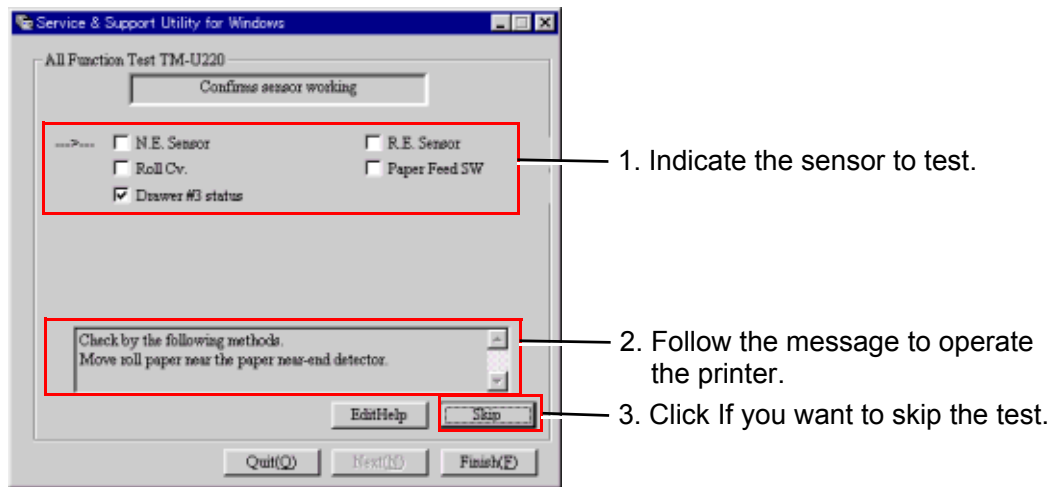 Service & Support Utility for Windows
All Function Test TM-U220
Confirms sensor working
--->--- N.E. Sensor R.E. Sensor
1. Indicate the sensor to test.
Roll Cv. Paper Feed SW
Drawer #3 status
Check by the following methods.
Move roll paper near the paper near-end detector.
2. Follow the message to operate
the printer.
EditHelp Skip
3. Click If you want to skip the test.
Quit(Q) Next(N) Finish(F)